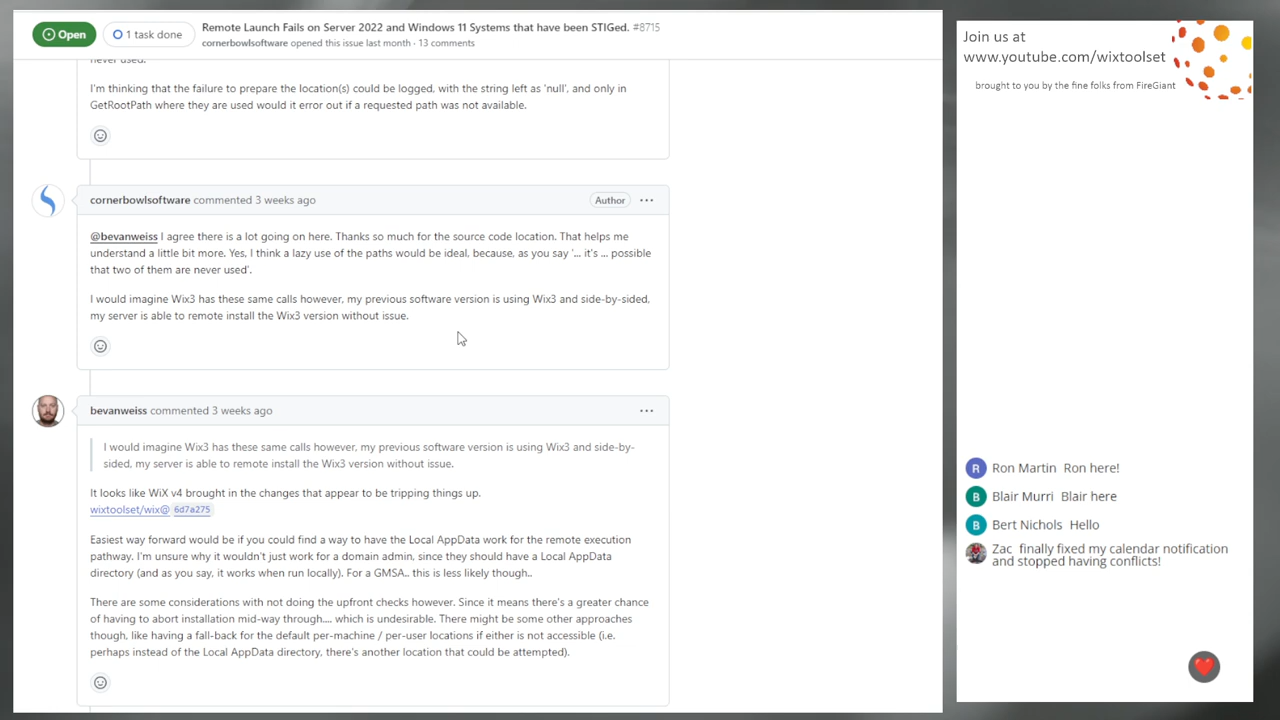 Open
1 task done
Remote Launch Fails on Server 2022 and Windows 11 Systems that have been STIGed. #8715
cornerbowlsoftware opened this issue last month · 13 comments
never used.
I'm thinking that the failure to prepare the location(s) could be logged, with the string left as 'null', and only in
GetRootPath where they are used would it error out if a requested path was not available.
cornerbowlsoftware commented 3 weeks ago
Author
@bevanweiss I agree there is a lot going on here. Thanks so much for the source code location. That helps me
understand a little bit more. Yes, I think a lazy use of the paths would be ideal, because, as you say '... it's ... possible
that two of them are never used'.
I would imagine Wix3 has these same calls however, my previous software version is using Wix3 and side-by-sided,
my server is able to remote install the Wix3 version without issue.
bevanweiss commented 3 weeks ago
I would imagine Wix3 has these same calls however, my previous software version is using Wix3 and side-by-
sided, my server is able to remote install the Wix3 version without issue.
It looks like WiX v4 brought in the changes that appear to be tripping things up.
wixtoolset/wix@ 6d7a275
Easiest way forward would be if you could find a way to have the Local AppData work for the remote execution
pathway. I'm unsure why it wouldn't just work for a domain admin, since they should have a Local AppData
directory (and as you say, it works when run locally). For a GMSA.. this is less likely though..
There are some considerations with not doing the upfront checks however. Since it means there's a greater chance
of having to abort installation mid-way through.... which is undesirable. There might be some other approaches
though, like having a fall-back for the default per-machine / per-user locations if either is not accessible (i.e.
perhaps instead of the Local AppData directory, there's another location that could be attempted).
Join us at
www.youtube.com/wixtoolset
brought to you by the fine folks from FireGiant
R Ron Martin Ron here!
B Blair Murri Blair here
B Bert Nichols Hello
Zac finally fixed my calendar notification
and stopped having conflicts!